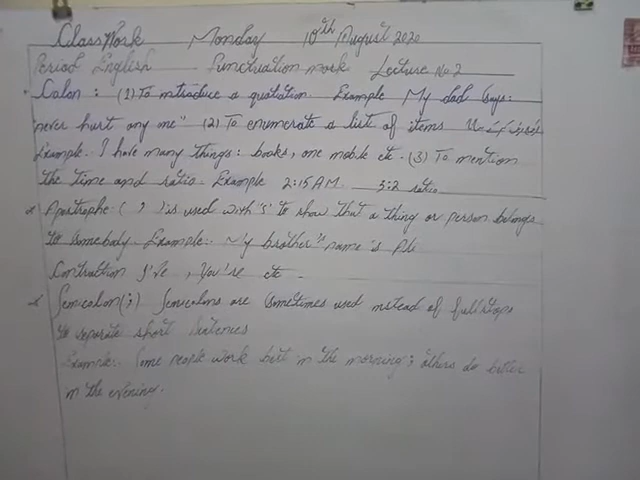 ClassWork Monday 10th August 2020
Period English Punctuation mark Lecture No 2
Colon : (1) To introduce a quotation. Example My dad says:
never hurt any me" (2) To enumerate a list of items
Example. I have many things: books, one mobile etc. (3) To mention
the time and ratio. Example 2:15 AM 3:2 ratio
Apostrophe ( ' ) is used with "s" to show that a thing or person belongs
to somebody. Example:- My brother's name's
Contraction I've, You're etc.
Semicolon (;) Semicolons are sometimes used instead of full stops
to separate short sentences
Example:- Some people work best in the morning; others do better
in the evening.